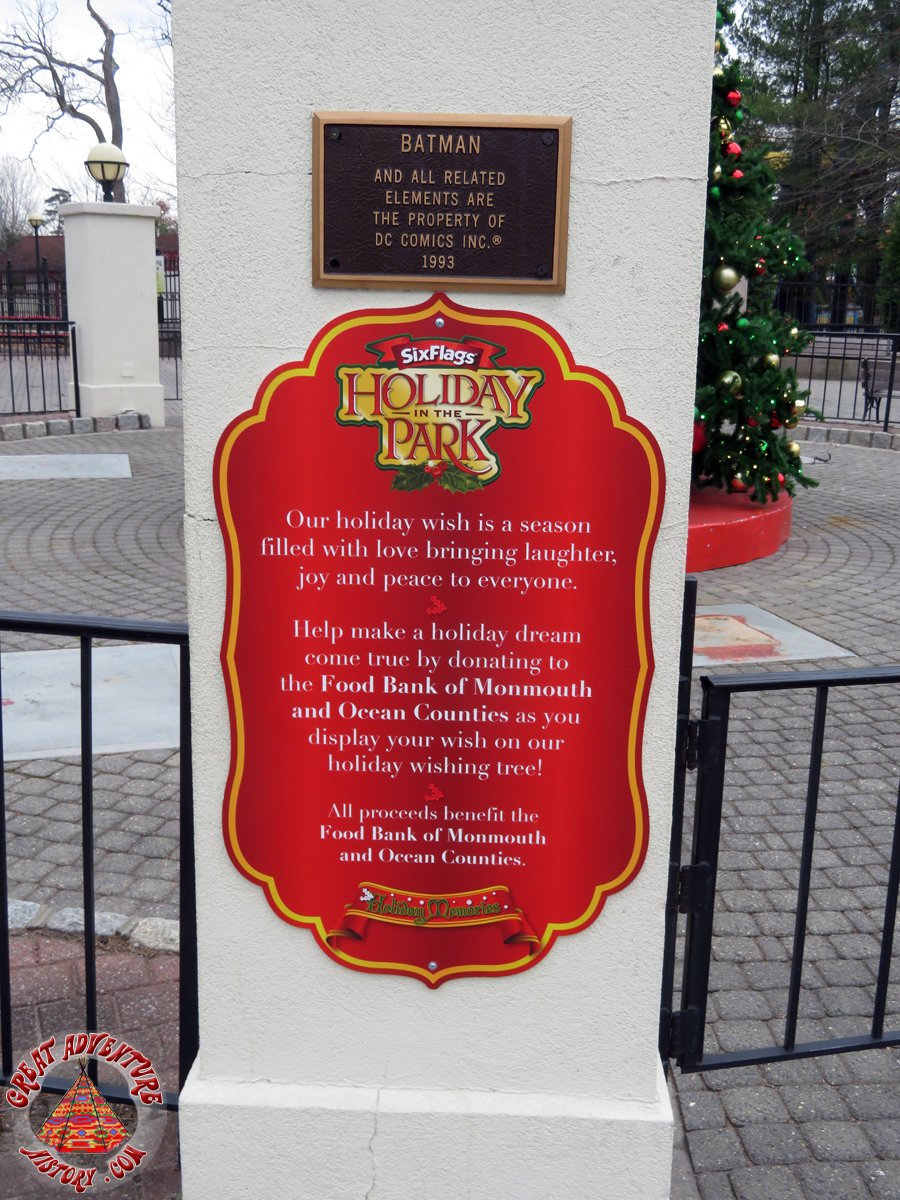 BATMAN
AND ALL RELATED
ELEMENTS ARE
THE PROPERTY OF
DC COMICS INC.®
1993
SixFlags
HOLIDAY
IN THE
PARK
Our holiday wish is a season
filled with love bringing laughter,
joy and peace to everyone.
Help make a holiday dream
come true by donating to
the Food Bank of Monmouth
and Ocean Counties as you
display your wish on our
holiday wishing tree!
All proceeds benefit the
Food Bank of Monmouth
and Ocean Counties.
Holiday Memories
GREAT ADVENTURE
HISTORY.COM